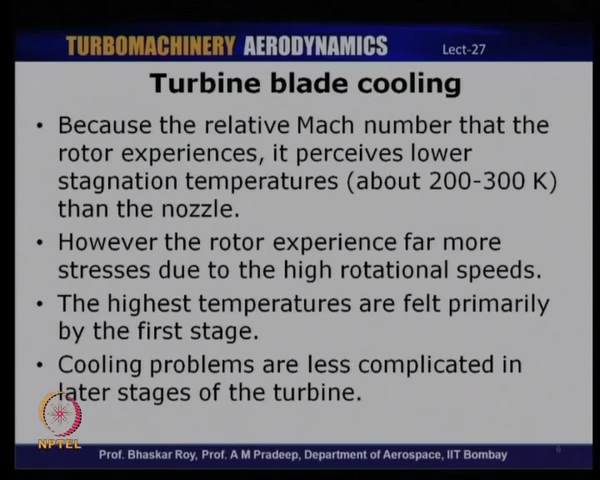 TURBOMACHINERY AERODYNAMICS Lect-27
Turbine blade cooling
• Because the relative Mach number that the
rotor experiences, it perceives lower
stagnation temperatures (about 200-300 K)
than the nozzle.
• However the rotor experience far more
stresses due to the high rotational speeds.
• The highest temperatures are felt primarily
by the first stage.
• Cooling problems are less complicated in
later stages of the turbine.
NPTEL
Prof. Bhaskar Roy, Prof. A M Pradeep, Department of Aerospace, IIT Bombay
6